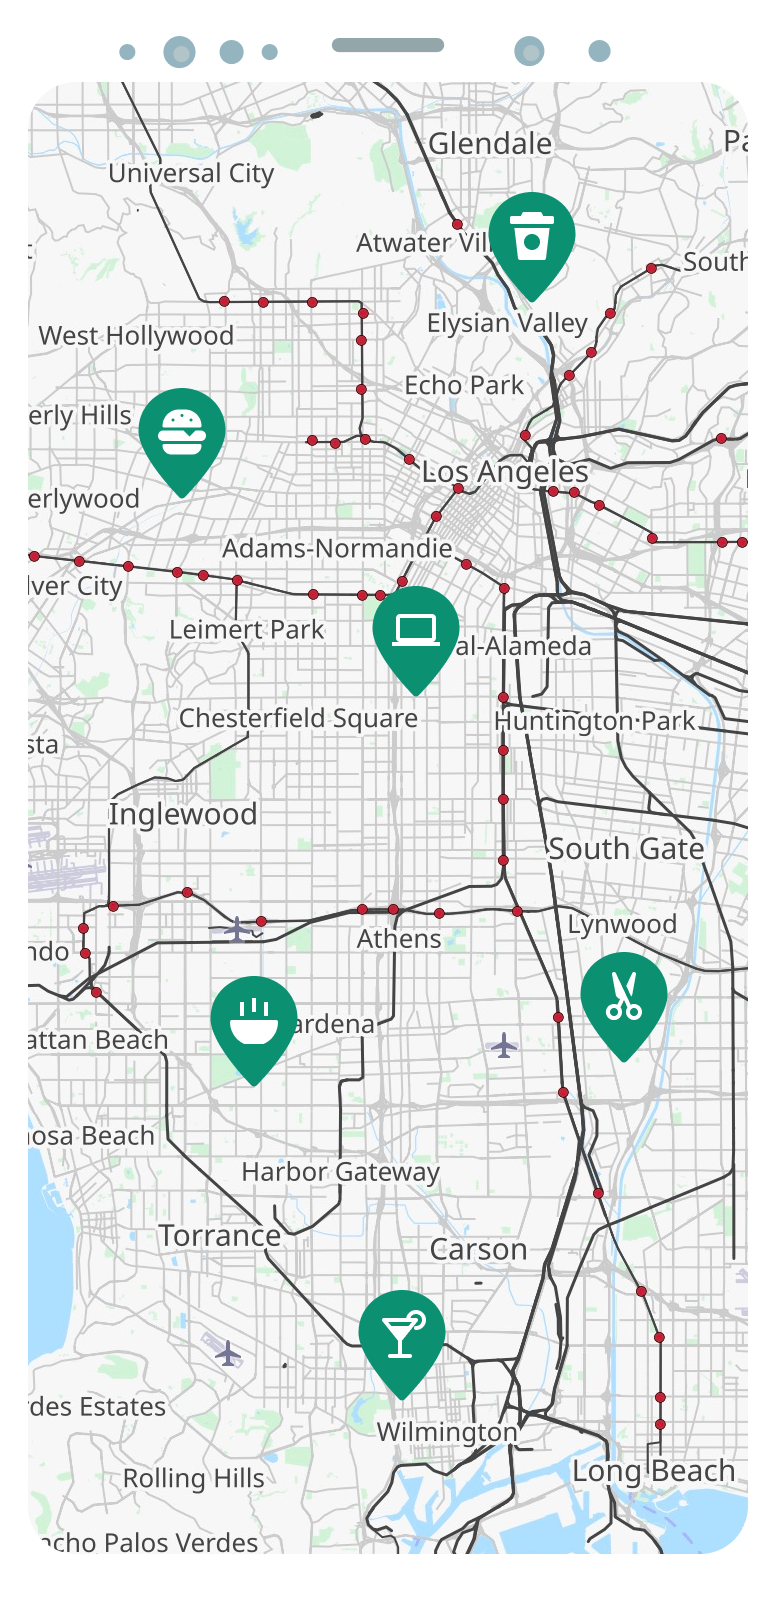 Glendale
Pa
Universal City
Atwater Vil
South
Elysian Valley
West Hollywood
Echo Park
erly Hills
Los Angeles
erlywood
Adams-Normandie
lver City
Leimert Park
al-Alameda
Chesterfield Square
Huntington Park
sta
Inglewood
South Gate
Lynwood
Athens
ndo
ardena
attan Beach
nosa Beach
Harbor Gateway
Torrance
Carson
rdes Estates
Wilmington
Long Beach
Rolling Hills
ncho Palos Verdes